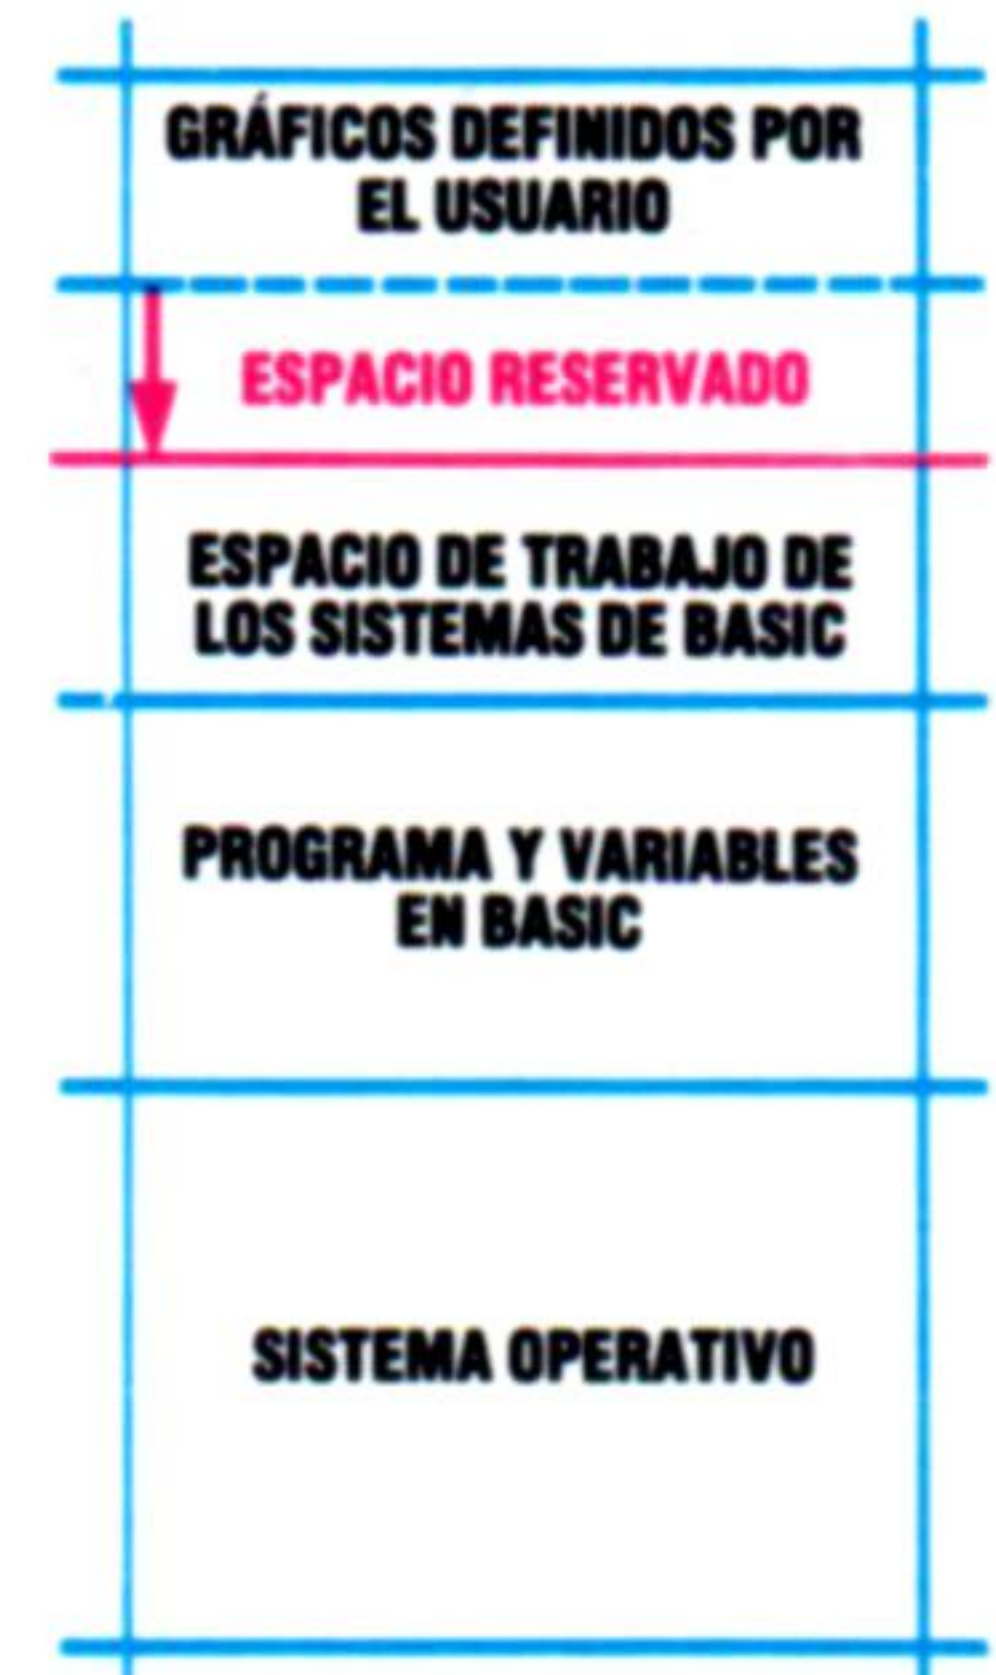 GRÁFICOS DEFINIDOS POR
EL USUARIO
ESPACIO RESERVADO
ESPACIO DE TRABAJO DE
LOS SISTEMAS DE BASIC
PROGRAMA Y VARIABLES
EN BASIC
SISTEMA OPERATIVO